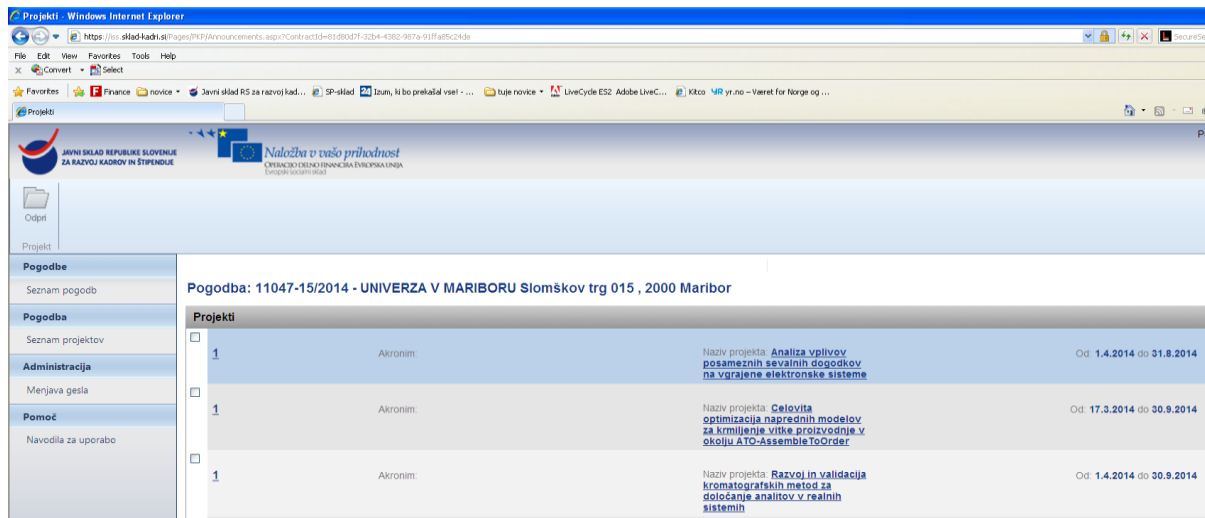 Projekti - Windows Internet Explorer
https://iss.sklad-kadri.si/Pages/PKP/Announcements.aspx?ContractId=81d80d7f-32b4-4382-987a-91ffa85c24de
File Edit View Favorites Tools Help
x Convert Select
Favorites Finance novice Javni sklad RS za razvoj kad... SP-sklad Izum, ki bo prekašal vse! - ... tuje novice LiveCycle ES2 Adobe LiveC... Kitco yr.no – Været for Norge og ...
Projekti
JAVNI SKLAD REPUBLIKE SLOVENIJE
ZA RAZVOJ KADROV IN ŠTIPENDIJE
Naložba v vašo prihodnost
OPERACIJO DELNO FINANCIRA EVROPSKA UNIJA
Evropski socialni sklad
Odpri
Projekt
Pogodbe
Seznam pogodb
Pogodba
Seznam projektov
Administracija
Menjava gesla
Pomoč
Navodila za uporabo
Pogodba: 11047-15/2014 - UNIVERZA V MARIBORU Slomškov trg 015 , 2000 Maribor
Projekti
1 Akronim: Naziv projekta: Analiza vplivov Od: 1.4.2014 do 31.8.2014
posameznih sevalnih dogodkov
na vgrajene elektronske sisteme
1 Akronim: Naziv projekta: Celovita Od: 17.3.2014 do 30.9.2014
optimizacija naprednih modelov
za krmiljenje vitke proizvodnje v
okolju ATO-AssembleToOrder
1 Akronim: Naziv projekta: Razvoj in validacija Od: 1.4.2014 do 30.9.2014
kromatografskih metod za
določanje analitov v realnih
sistemih